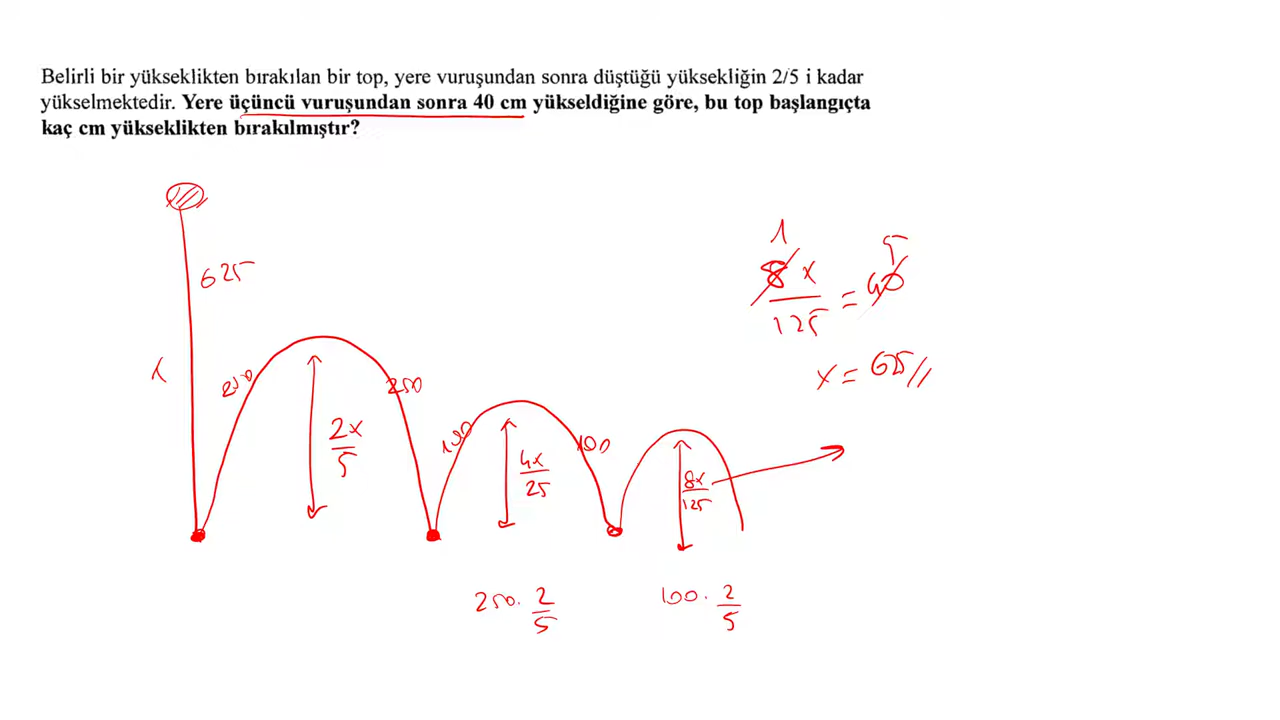 Belirli bir yükseklikten bırakılan bir top, yere vuruşundan sonra düştüğü yüksekliğin 2/5 i kadar
yükselmektedir. Yere üçüncü vuruşundan sonra 40 cm yükseldiğine göre, bu top başlangıçta
kaç cm yükseklikten bırakılmıştır?
625
x
250
250
2x/5
100
100
4x/25
8x/125
1 5
8x/125 = 40
x = 625 //
250 . 2/5
100 . 2/5